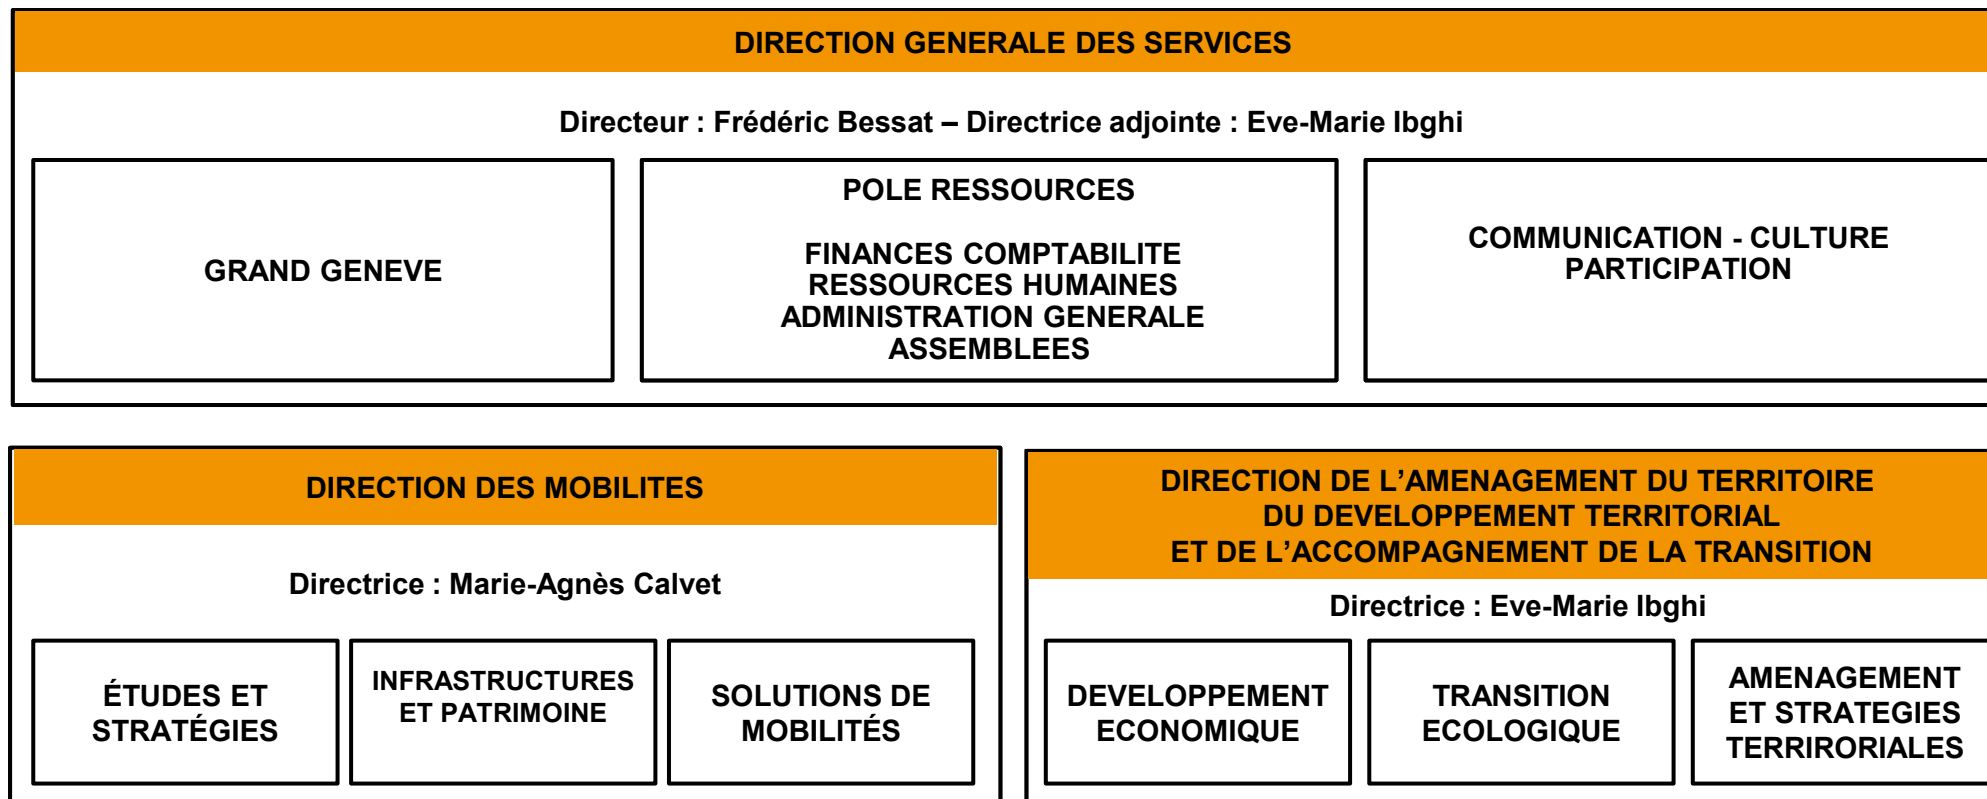 DIRECTION GENERALE DES SERVICES
Directeur : Frédéric Bessat – Directrice adjointe : Eve-Marie Ibghi
GRAND GENEVE
POLE RESSOURCES
FINANCES COMPTABILITE
RESSOURCES HUMAINES
ADMINISTRATION GENERALE
ASSEMBLEES
COMMUNICATION - CULTURE
PARTICIPATION
DIRECTION DES MOBILITES
Directrice : Marie-Agnès Calvet
ÉTUDES ET
STRATÉGIES
INFRASTRUCTURES
ET PATRIMOINE
SOLUTIONS DE
MOBILITÉS
DIRECTION DE L’AMENAGEMENT DU TERRITOIRE
DU DEVELOPPEMENT TERRITORIAL
ET DE L’ACCOMPAGNEMENT DE LA TRANSITION
Directrice : Eve-Marie Ibghi
DEVELOPPEMENT
ECONOMIQUE
TRANSITION
ECOLOGIQUE
AMENAGEMENT
ET STRATEGIES
TERRIRORIALES